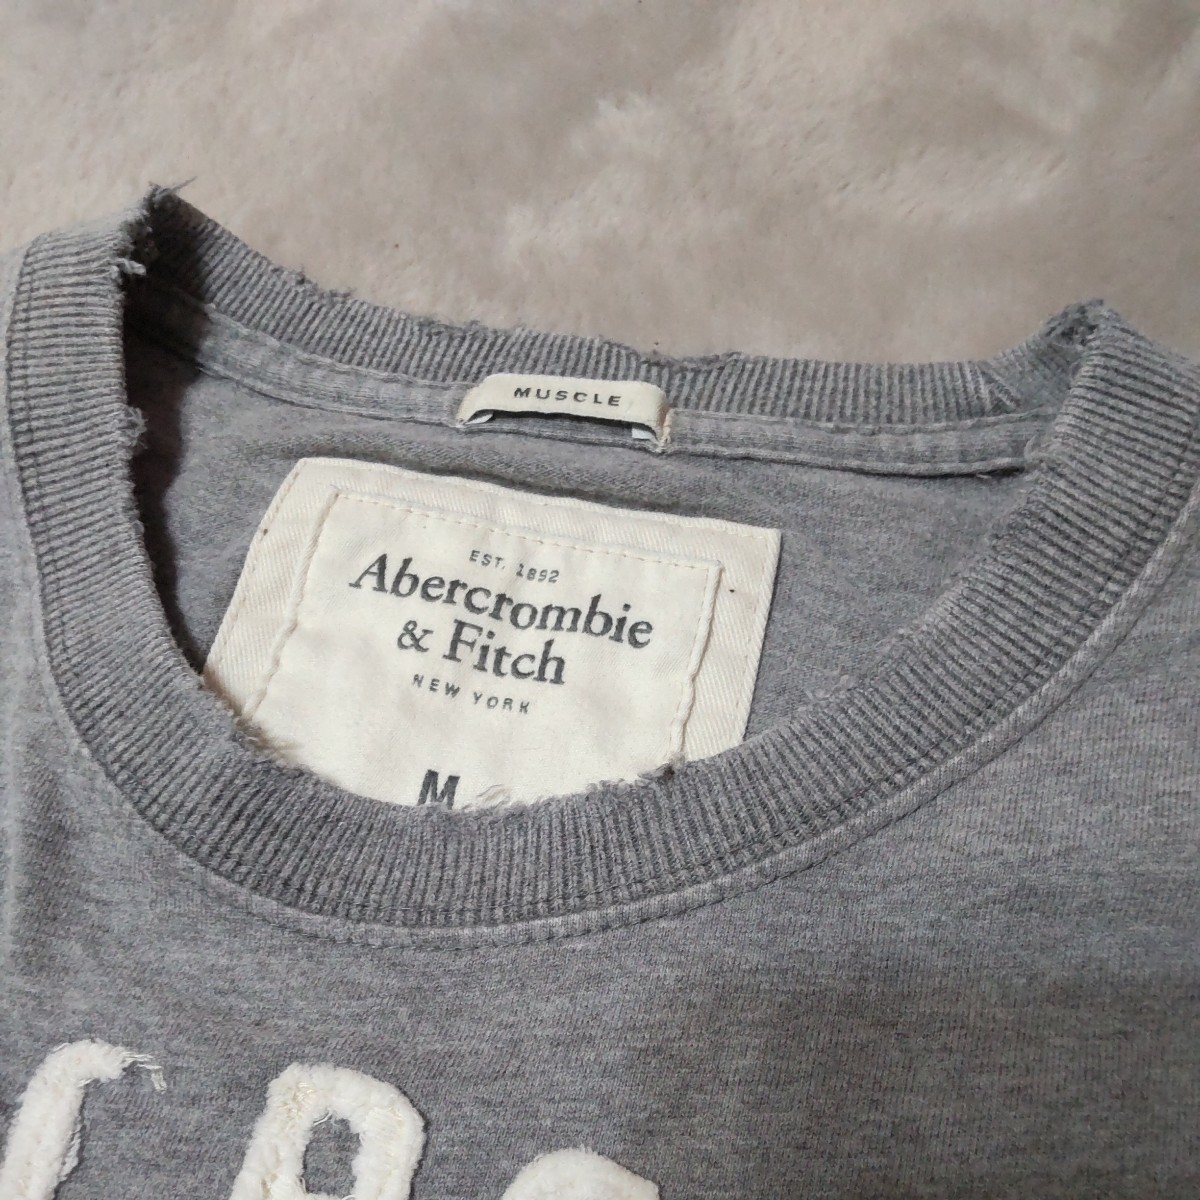 MUSCLE
EST. 1892
Abercrombie
& Fitch
NEW YORK
M